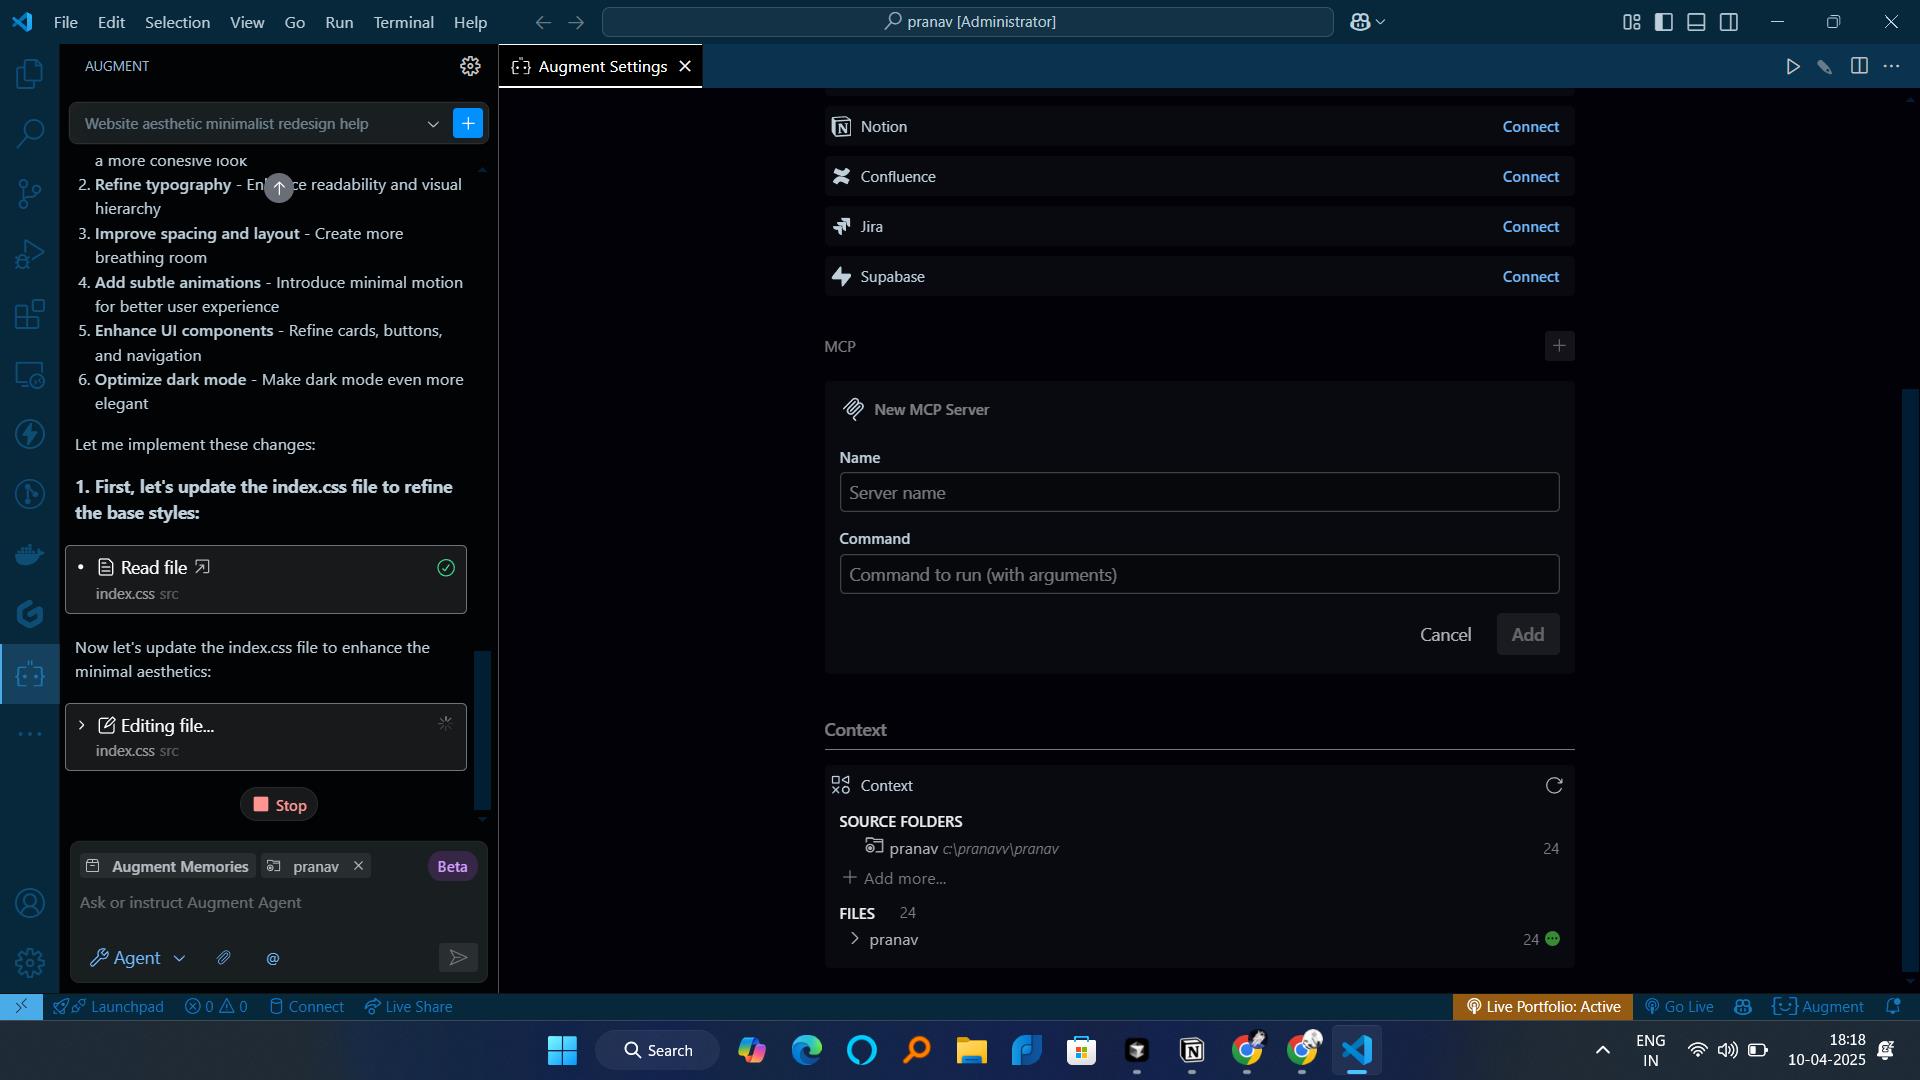 File Edit Selection View Go Run Terminal Help
pranav [Administrator]
AUGMENT
Augment Settings
Website aesthetic minimalist redesign help
a more cohesive look
2. Refine typography - Enhance readability and visual
hierarchy
3. Improve spacing and layout - Create more
breathing room
4. Add subtle animations - Introduce minimal motion
for better user experience
5. Enhance UI components - Refine cards, buttons,
and navigation
6. Optimize dark mode - Make dark mode even more
elegant
Let me implement these changes:
1. First, let's update the index.css file to refine
the base styles:
Read file
index.css src
Now let's update the index.css file to enhance the
minimal aesthetics:
Editing file...
index.css src
Stop
Augment Memories pranav Beta
Ask or instruct Augment Agent
Agent @
Notion Connect
Confluence Connect
Jira Connect
Supabase Connect
MCP
New MCP Server
Name
Server name
Command
Command to run (with arguments)
Cancel Add
Context
Context
SOURCE FOLDERS
pranav c:\pranavv\pranav 24
Add more...
FILES 24
pranav 24
Launchpad 0 0 Connect Live Share
Live Portfolio: Active Go Live Augment
Search
ENG
IN
18:18
10-04-2025